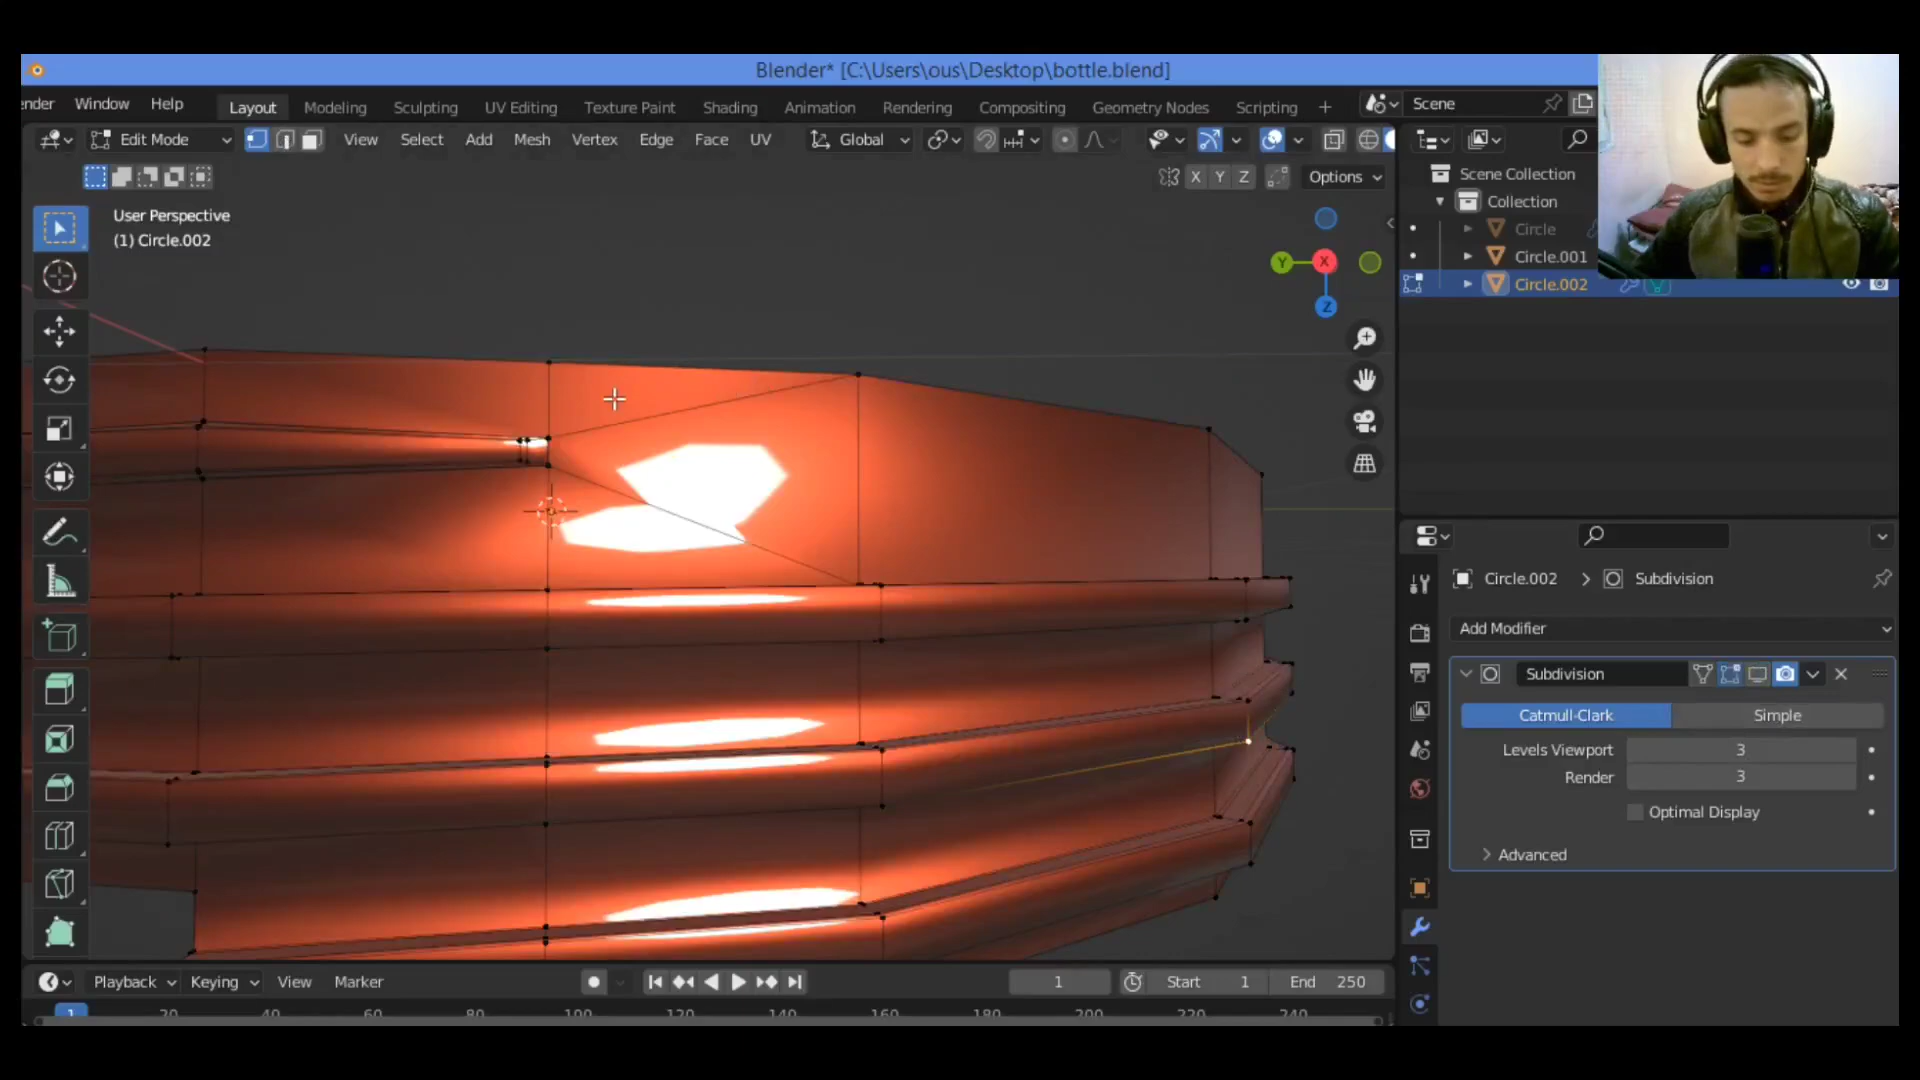 Blender* [C:\Users\ous\Desktop\bottle.blend]
ender Window Help Layout Modeling Sculpting UV Editing Texture Paint Shading Animation Rendering Compositing Geometry Nodes Scripting + Scene
Edit Mode View Select Add Mesh Vertex Edge Face UV Global
X Y Z Options
Scene Collection
Collection
Circle
Circle.001
Circle.002
User Perspective
(1) Circle.002
Y X
Z
Circle.002 Subdivision
Add Modifier
Subdivision
Catmull-Clark Simple
Levels Viewport 3
Render 3
Optimal Display
Advanced
Playback Keying View Marker 1 Start 1 End 250
1 20 40 60 80 100 120 140 160 180 200 220 240